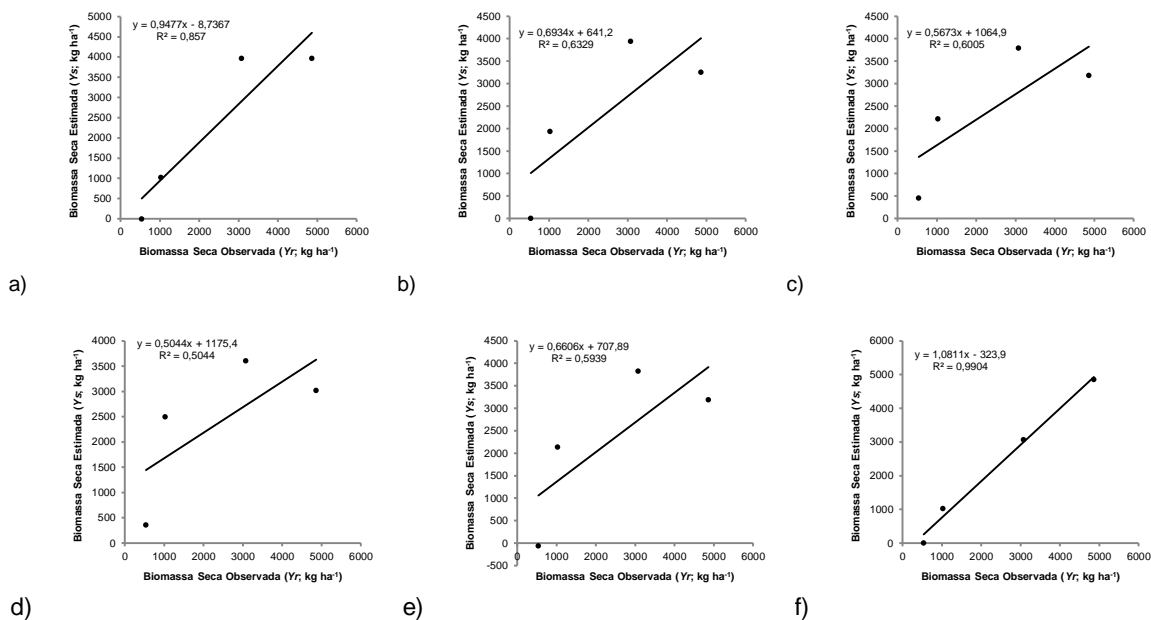 y = 0,9477x - 8,7367
R² = 0,857
Biomassa Seca Estimada (Ys; kg ha⁻¹)
5000
4500
4000
3500
3000
2500
2000
1500
1000
500
0
0 1000 2000 3000 4000 5000 6000
Biomassa Seca Observada (Yr; kg ha⁻¹)
a)
y = 0,6934x + 641,2
R² = 0,6329
Biomassa Seca Estimada (Ys; kg ha⁻¹)
4500
4000
3500
3000
2500
2000
1500
1000
500
0
0 1000 2000 3000 4000 5000 6000
Biomassa Seca Observada (Yr; kg ha⁻¹)
b)
y = 0,5673x + 1064,9
R² = 0,6005
Biomassa Seca Estimada (Ys; kg ha⁻¹)
4500
4000
3500
3000
2500
2000
1500
1000
500
0
0 1000 2000 3000 4000 5000 6000
Biomassa Seca Observada (Yr; kg ha⁻¹)
c)
y = 0,5044x + 1175,4
R² = 0,5044
Biomassa Seca Estimada (Ys; kg ha⁻¹)
4000
3500
3000
2500
2000
1500
1000
500
0
0 1000 2000 3000 4000 5000 6000
Biomassa Seca Observada (Yr; kg ha⁻¹)
d)
y = 0,6606x + 707,89
R² = 0,5939
Biomassa Seca Estimada (Ys; kg ha⁻¹)
4500
4000
3500
3000
2500
2000
1500
1000
500
0
-500
0 1000 2000 3000 4000 5000 6000
Biomassa Seca Observada (Yr; kg ha⁻¹)
e)
y = 1,0811x - 323,9
R² = 0,9904
Biomassa Seca Estimada (Ys; kg ha⁻¹)
6000
5000
4000
3000
2000
1000
0
0 1000 2000 3000 4000 5000 6000
Biomassa Seca Observada (Yr; kg ha⁻¹)
f)